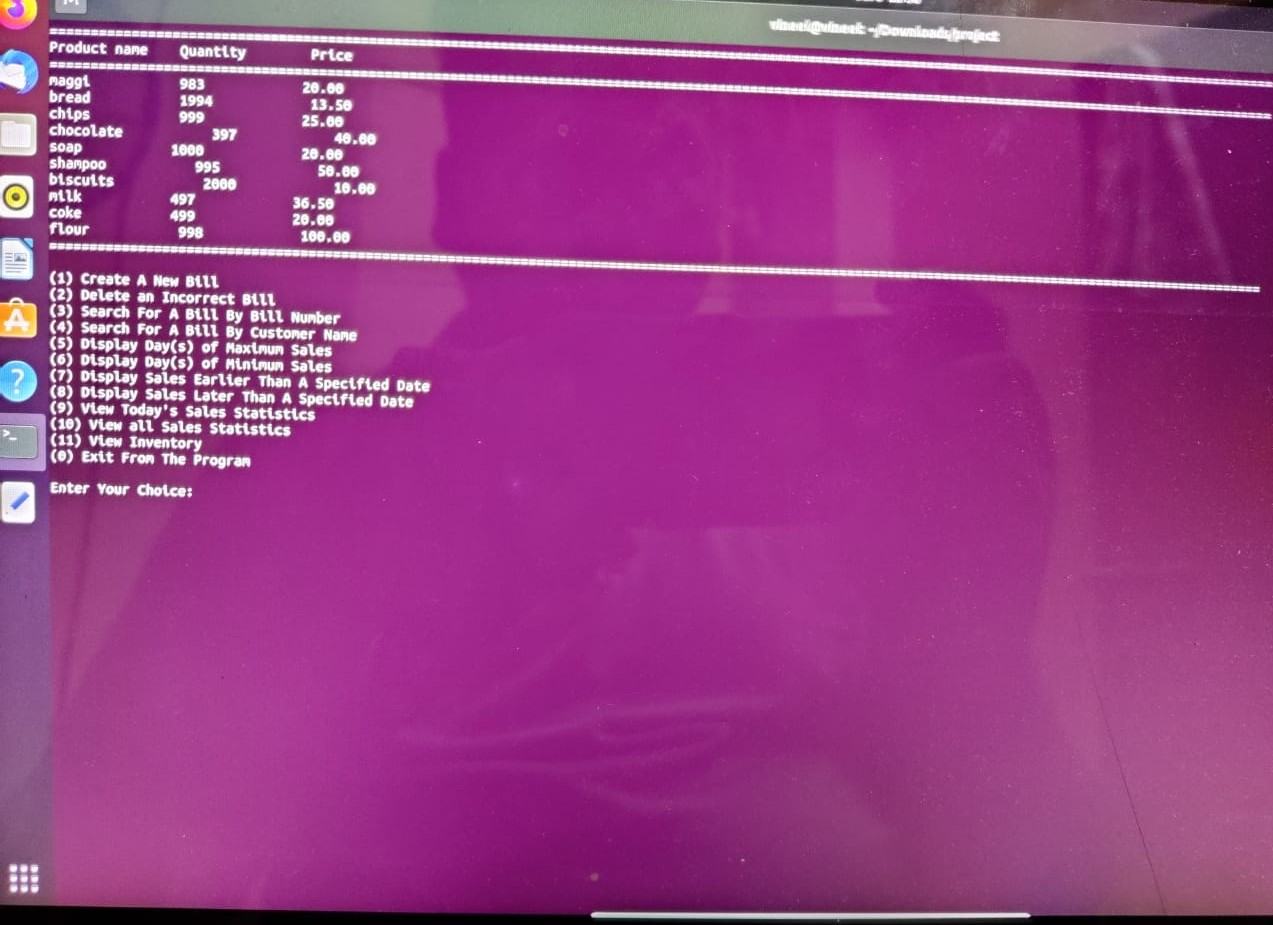 ~/Downloads/project
================================================================
Product name Quantity Price
================================================================
maggi 983 20.00
bread 1994 13.50
chips 999 25.00
chocolate 397 40.00
soap 1000 20.00
shampoo 995 50.00
biscuits 2000 10.00
milk 497 36.50
coke 499 20.00
flour 998 100.00
================================================================
(1) Create A New Bill
(2) Delete an Incorrect Bill
(3) Search For A Bill By Bill Number
(4) Search For A Bill By Customer Name
(5) Display Day(s) of Maximum Sales
(6) Display Day(s) of Minimum Sales
(7) Display Sales Earlier Than A Specified Date
(8) Display Sales Later Than A Specified Date
(9) View Today's Sales Statistics
(10) View all Sales Statistics
(11) View Inventory
(0) Exit From The Program
Enter Your Choice: